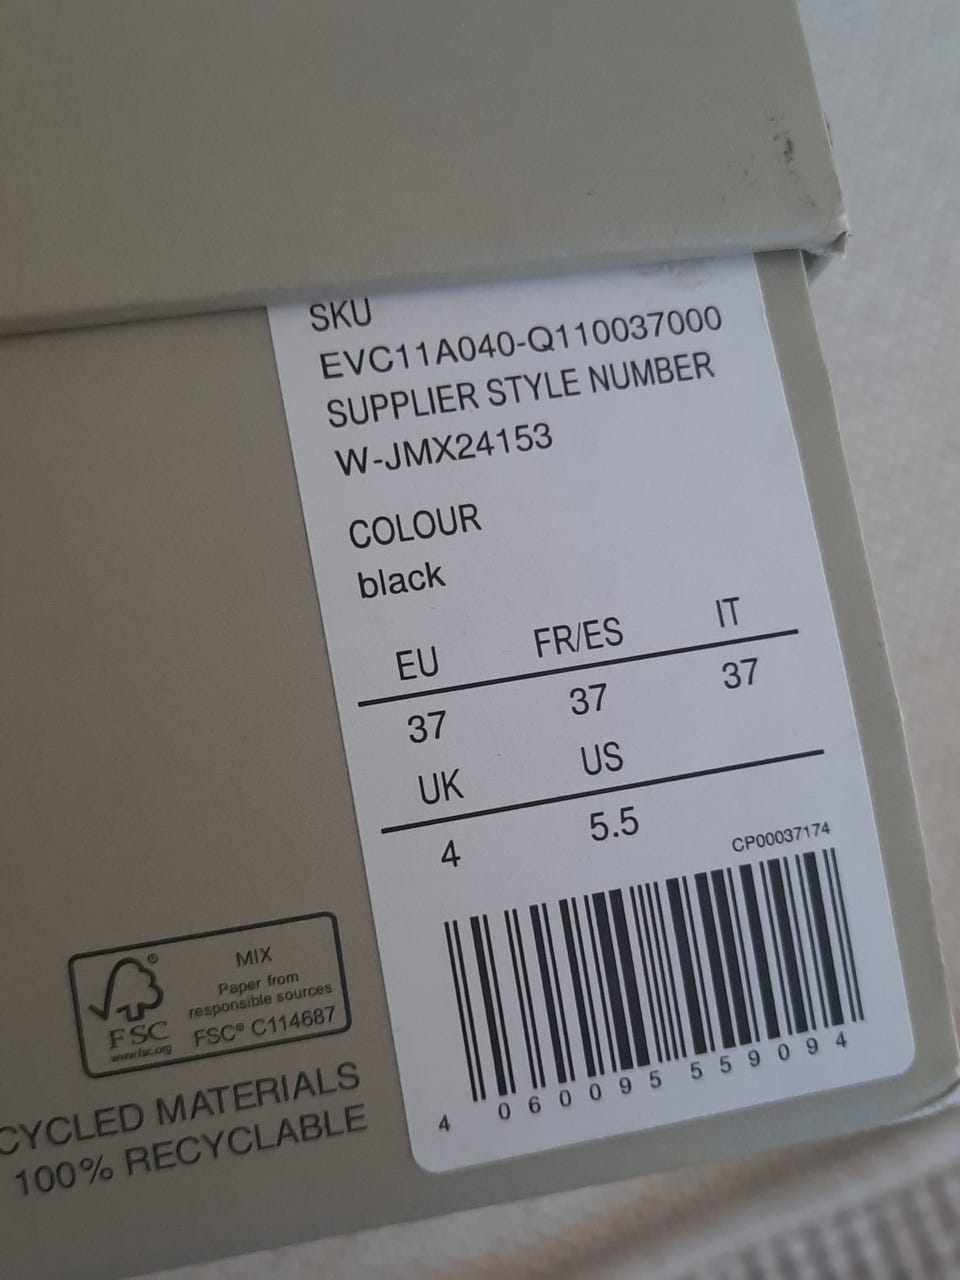 SKU
EVC11A040-Q110037000
SUPPLIER STYLE NUMBER
W-JMX24153
COLOUR
black
EU FR/ES IT
37 37 37
UK US
4 5.5
CP00037174
4 060095 559094
MIX
Paper from
responsible sources
FSC® C114687
®
FSC
www.fsc.org
CYCLED MATERIALS
100% RECYCLABLE